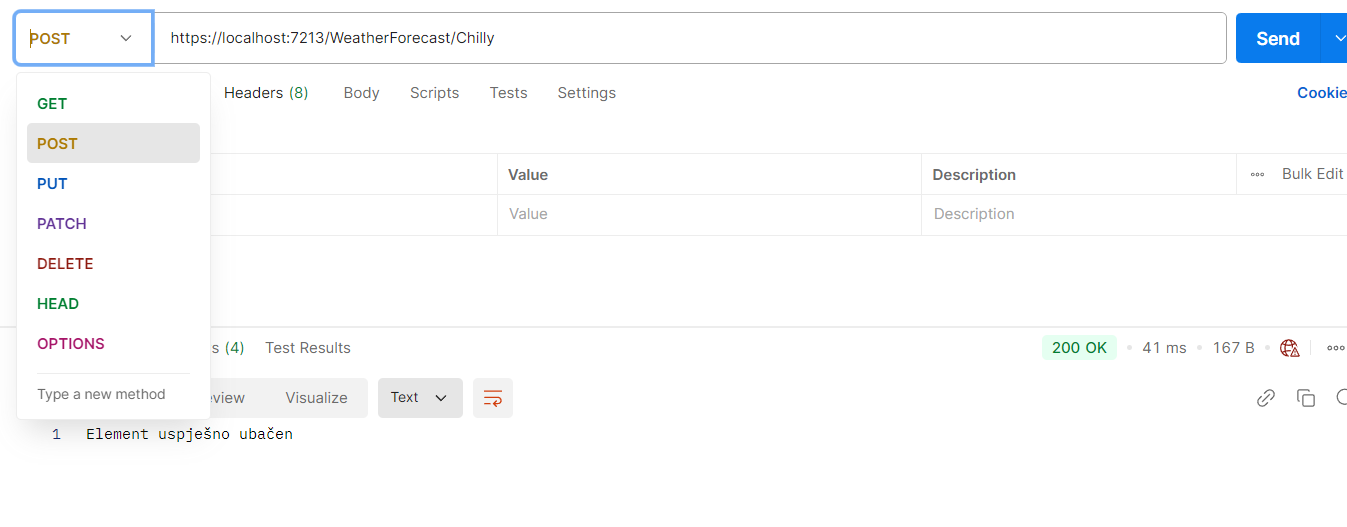 POST https://localhost:7213/WeatherForecast/Chilly Send
Headers (8) Body Scripts Tests Settings Cookie
GET
POST
PUT
PATCH
DELETE
HEAD
OPTIONS
Type a new method
Value Description Bulk Edit
Value Description
(4) Test Results 200 OK 41 ms 167 B
Visualize Text
1 Element uspješno ubačen